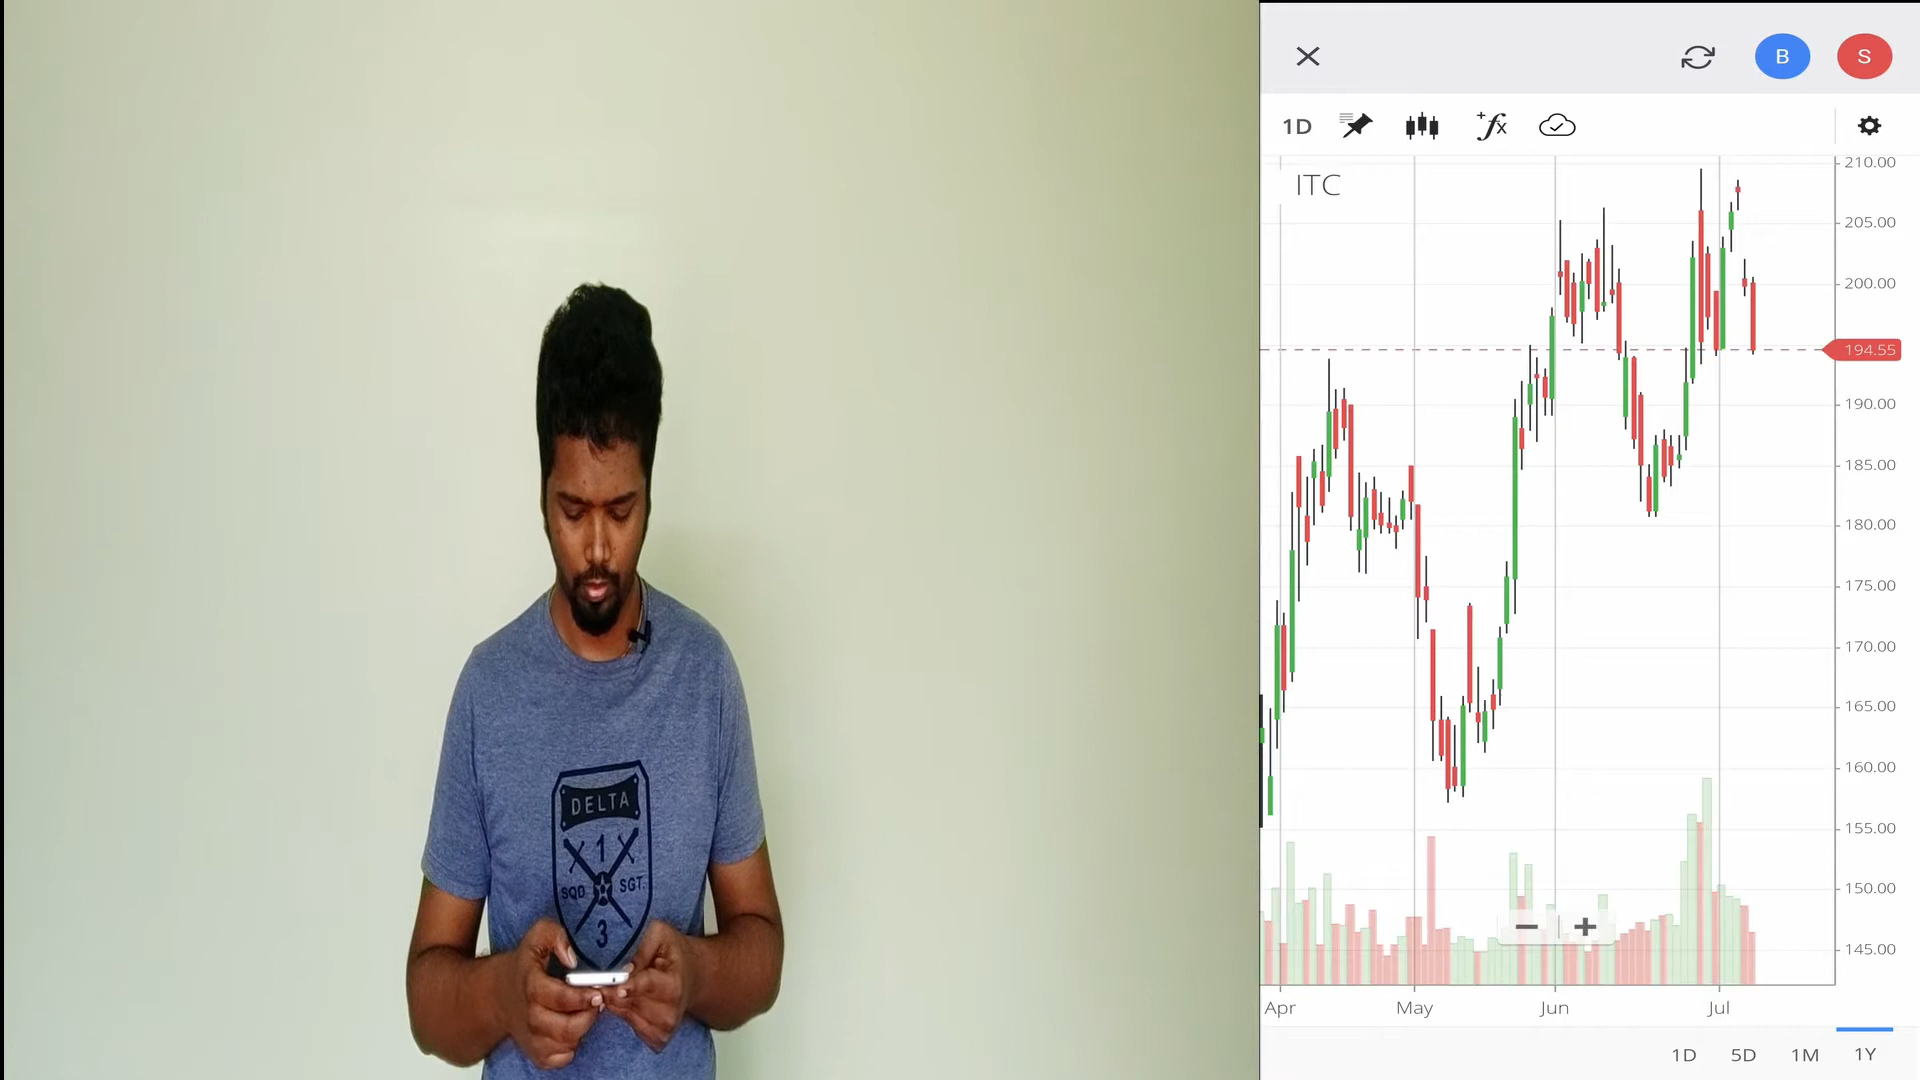 DELTA
1
SQD SGT.
3
B S
1D +fx
ITC
210.00
205.00
200.00
194.55
190.00
185.00
180.00
175.00
170.00
165.00
160.00
155.00
150.00
145.00
Apr May Jun Jul
1D 5D 1M 1Y